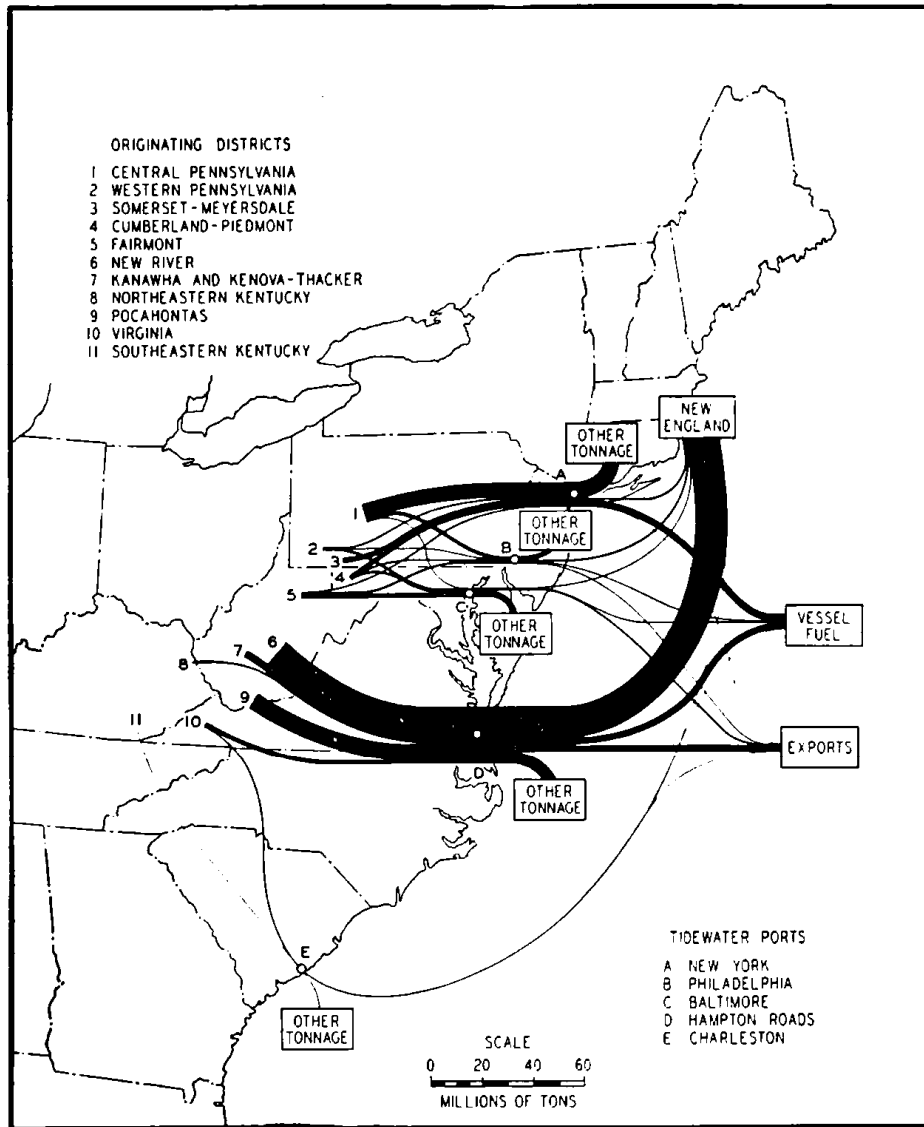 ORIGINATING DISTRICTS
1 CENTRAL PENNSYLVANIA
2 WESTERN PENNSYLVANIA
3 SOMERSET-MEYERSDALE
4 CUMBERLAND-PIEDMONT
5 FAIRMONT
6 NEW RIVER
7 KANAWHA AND KENOVA-THACKER
8 NORTHEASTERN KENTUCKY
9 POCAHONTAS
10 VIRGINIA
11 SOUTHEASTERN KENTUCKY
NEW
ENGLAND
OTHER
TONNAGE
A
1
OTHER
TONNAGE
2
B
3
4
5
C
OTHER
TONNAGE
VESSEL
FUEL
6
7
8
9
10
11
EXPORTS
D
OTHER
TONNAGE
E
OTHER
TONNAGE
TIDEWATER PORTS
A NEW YORK
B PHILADELPHIA
C BALTIMORE
D HAMPTON ROADS
E CHARLESTON
SCALE
0 20 40 60
MILLIONS OF TONS